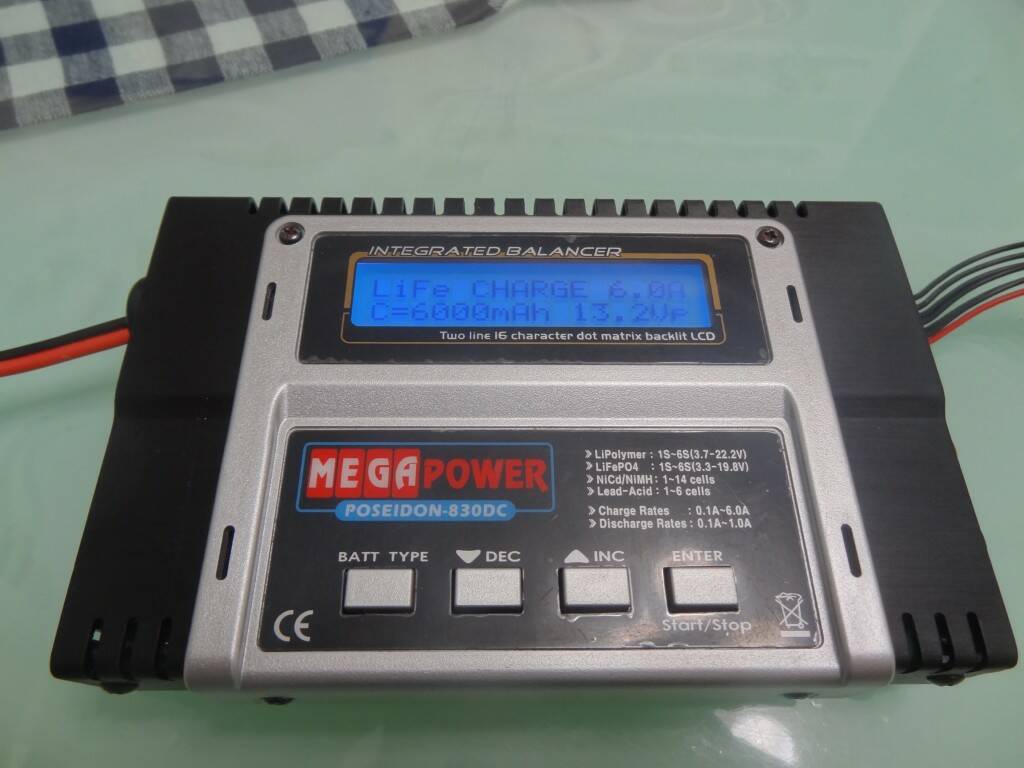 INTEGRATED BALANCER
LiFe CHARGE 6.0A
C=6000mAh 13.2Vp
Two line 16 character dot matrix backlit LCD
MEGA POWER
POSEIDON-830DC
» LiPolymer : 1S~6S(3.7-22.2V)
» LiFePO4 : 1S~6S(3.3-19.8V)
» NiCd/NiMH : 1~14 cells
» Lead-Acid : 1~6 cells
» Charge Rates : 0.1A~6.0A
» Discharge Rates : 0.1A~1.0A
BATT TYPE ▼ DEC ▲ INC ENTER
Start/Stop
CE